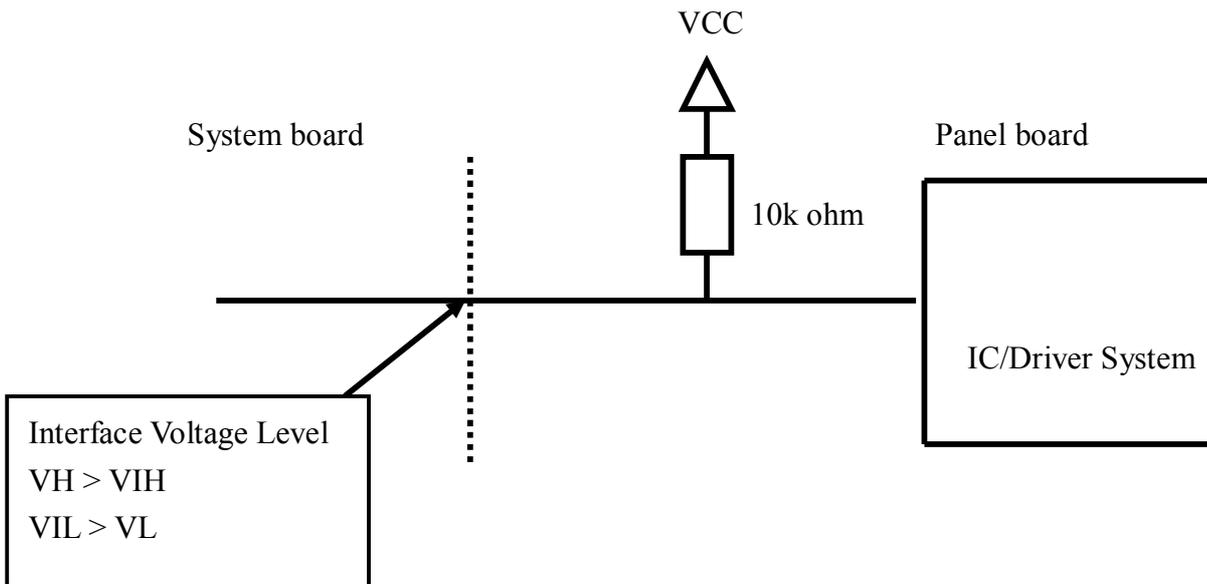 VCC
System board
Panel board
10k ohm
IC/Driver System
Interface Voltage Level
VH > VIH
VIL > VL